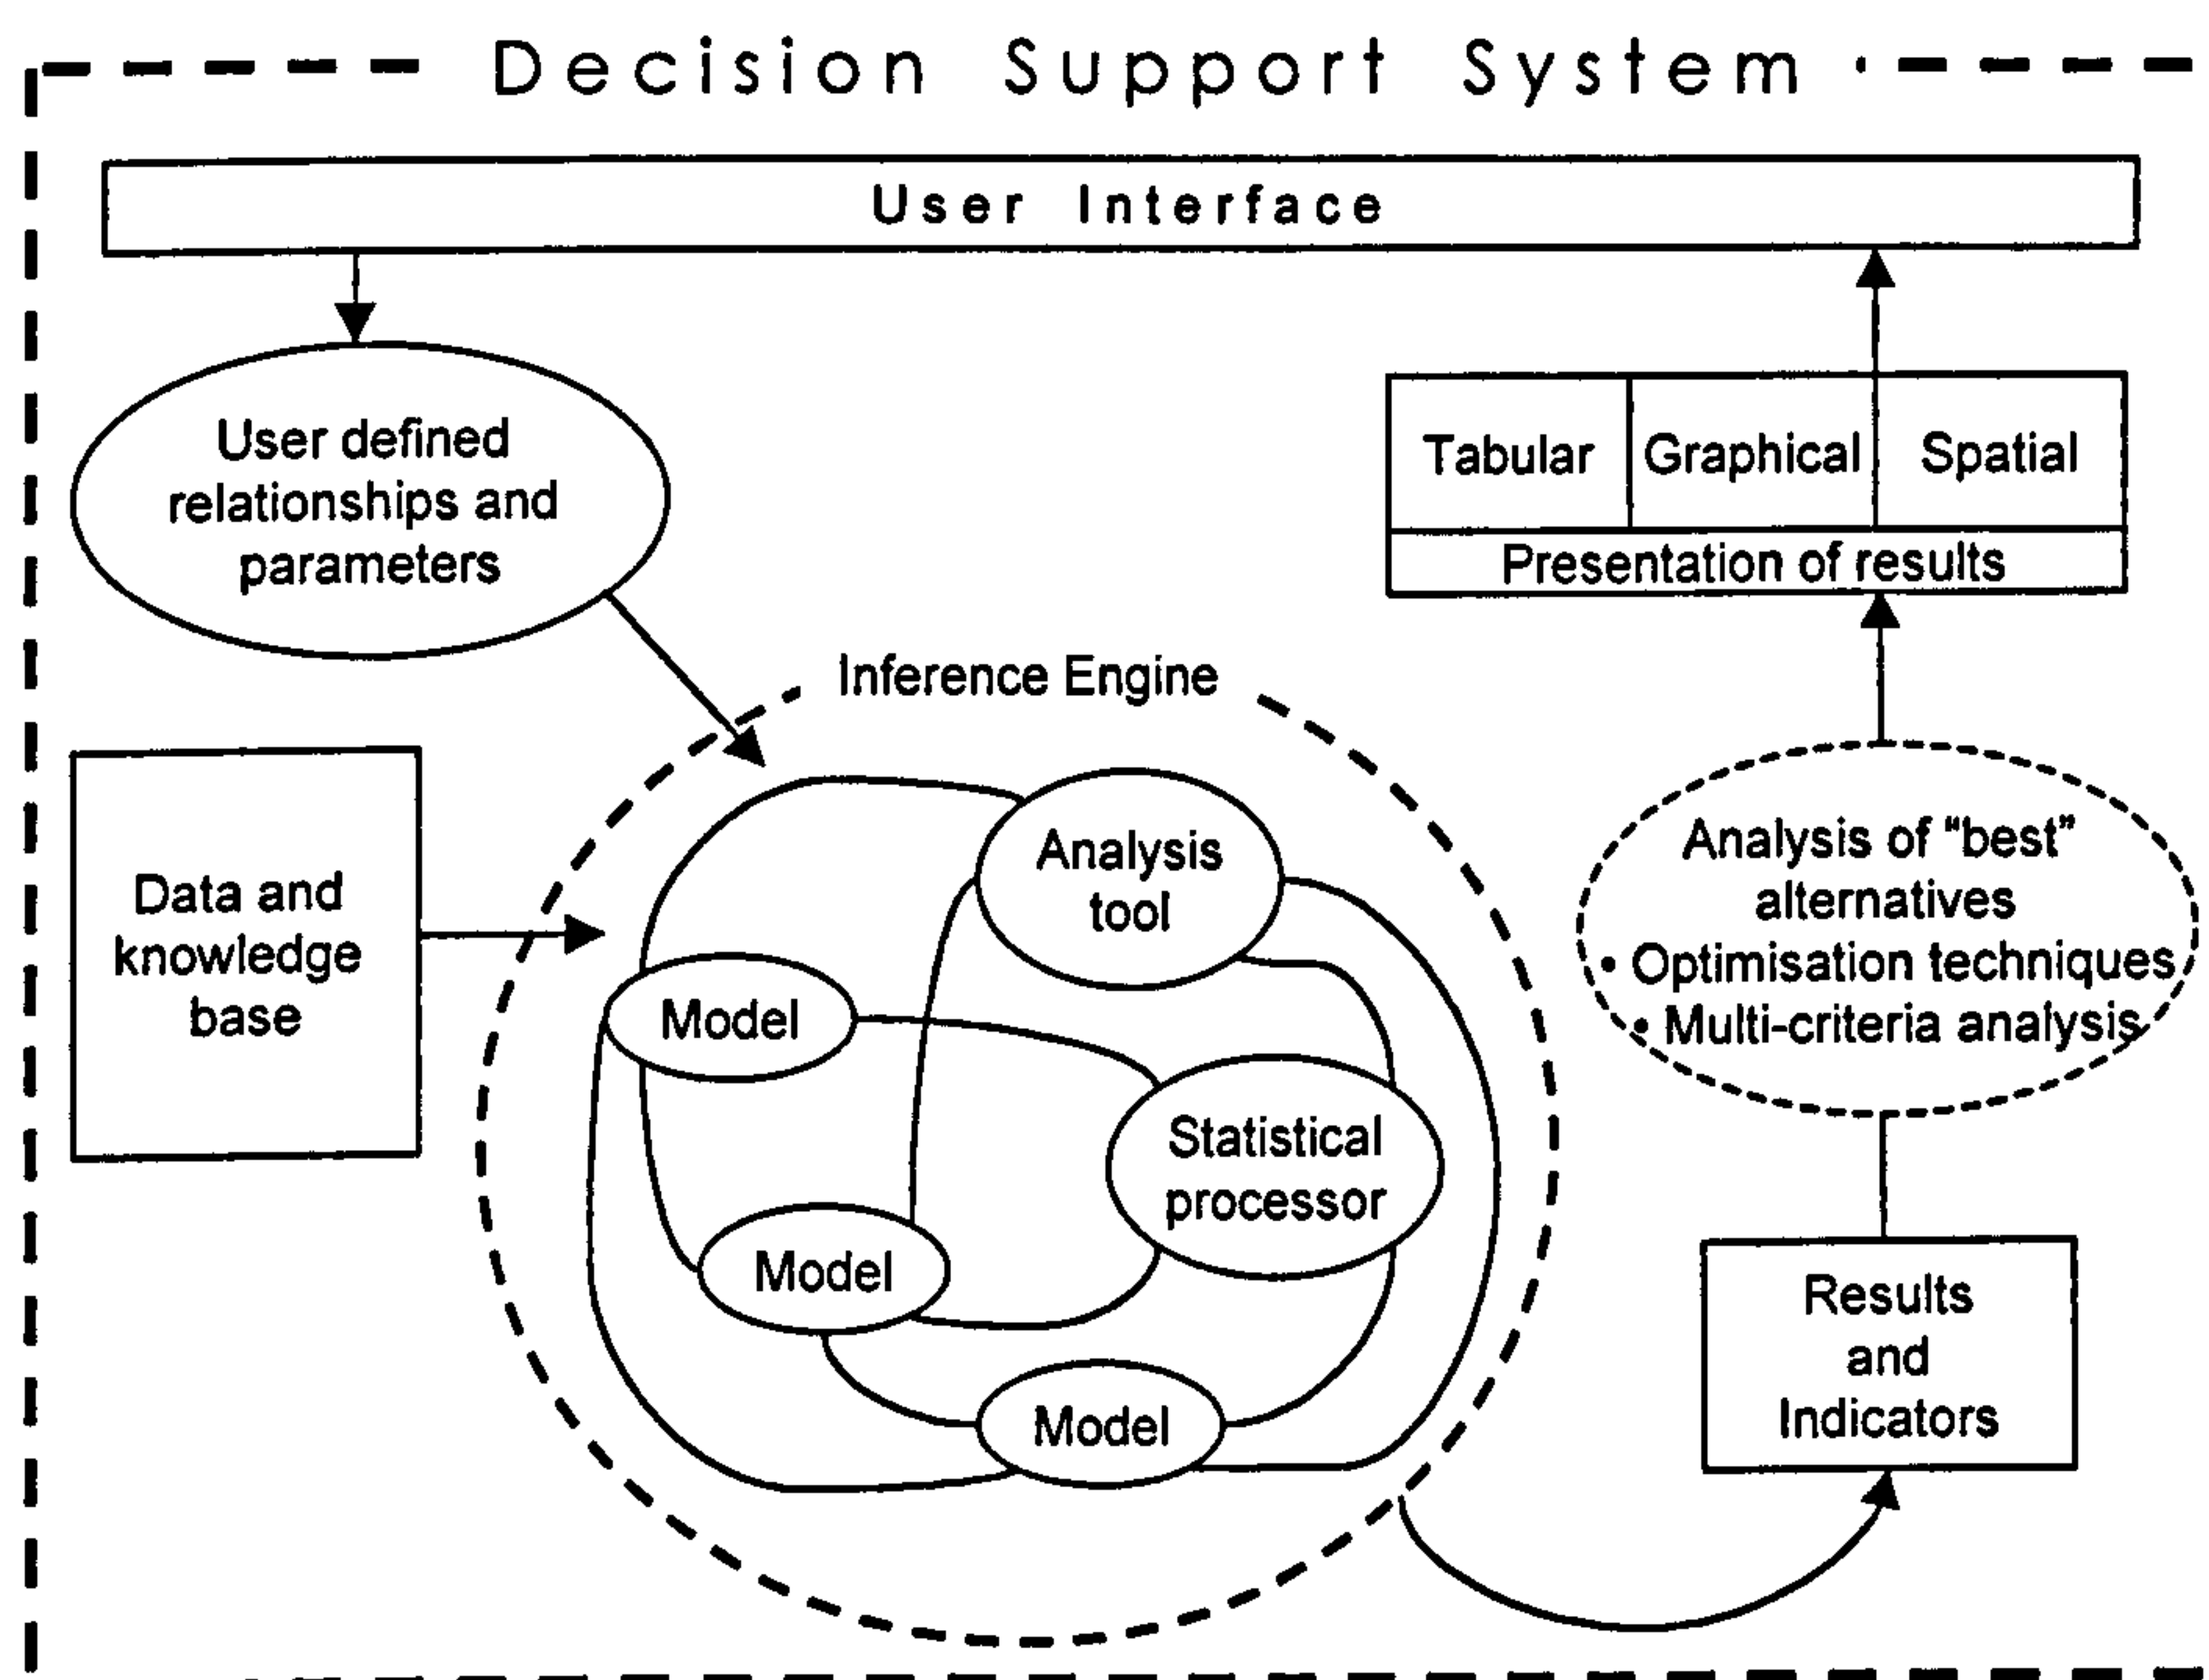 Decision Support System
User Interface
User defined
relationships and
parameters
Tabular
Graphical
Spatial
Presentation of results
Inference Engine
Data and
knowledge
base
Analysis
tool
Model
Statistical
processor
Model
Model
Analysis of “best”
alternatives
• Optimisation techniques
• Multi-criteria analysis
Results
and
Indicators